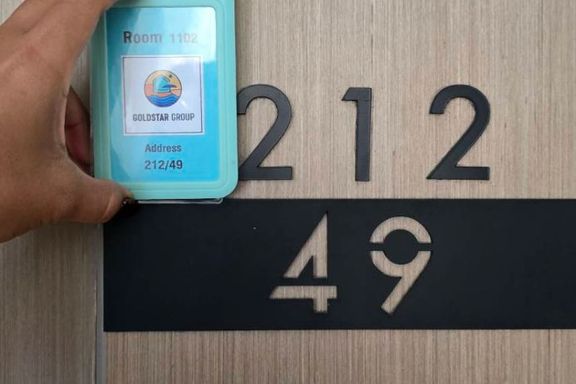 Room 1102
GOLDSTAR GROUP
Address
212/49
212
49